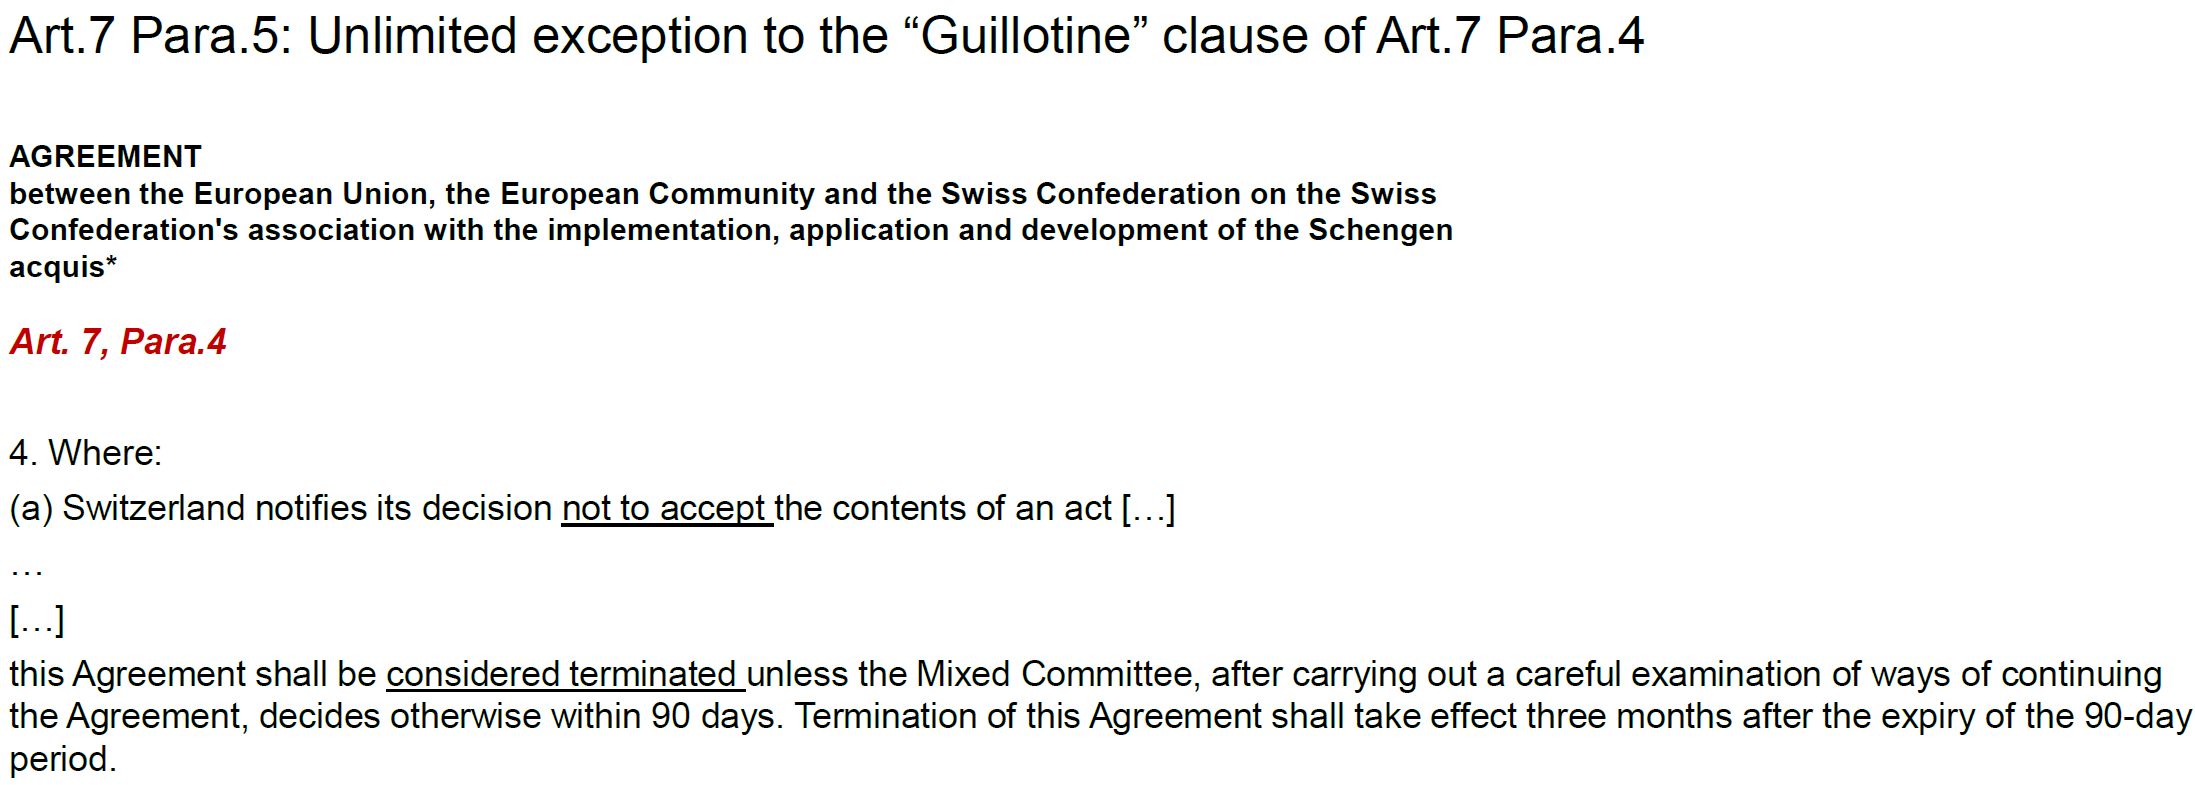 Art.7 Para.5: Unlimited exception to the “Guillotine” clause of Art.7 Para.4
AGREEMENT
between the European Union, the European Community and the Swiss Confederation on the Swiss
Confederation's association with the implementation, application and development of the Schengen
acquis*
Art. 7, Para.4
4. Where:
(a) Switzerland notifies its decision not to accept the contents of an act […]
…
[…]
this Agreement shall be considered terminated unless the Mixed Committee, after carrying out a careful examination of ways of continuing
the Agreement, decides otherwise within 90 days. Termination of this Agreement shall take effect three months after the expiry of the 90-day
period.